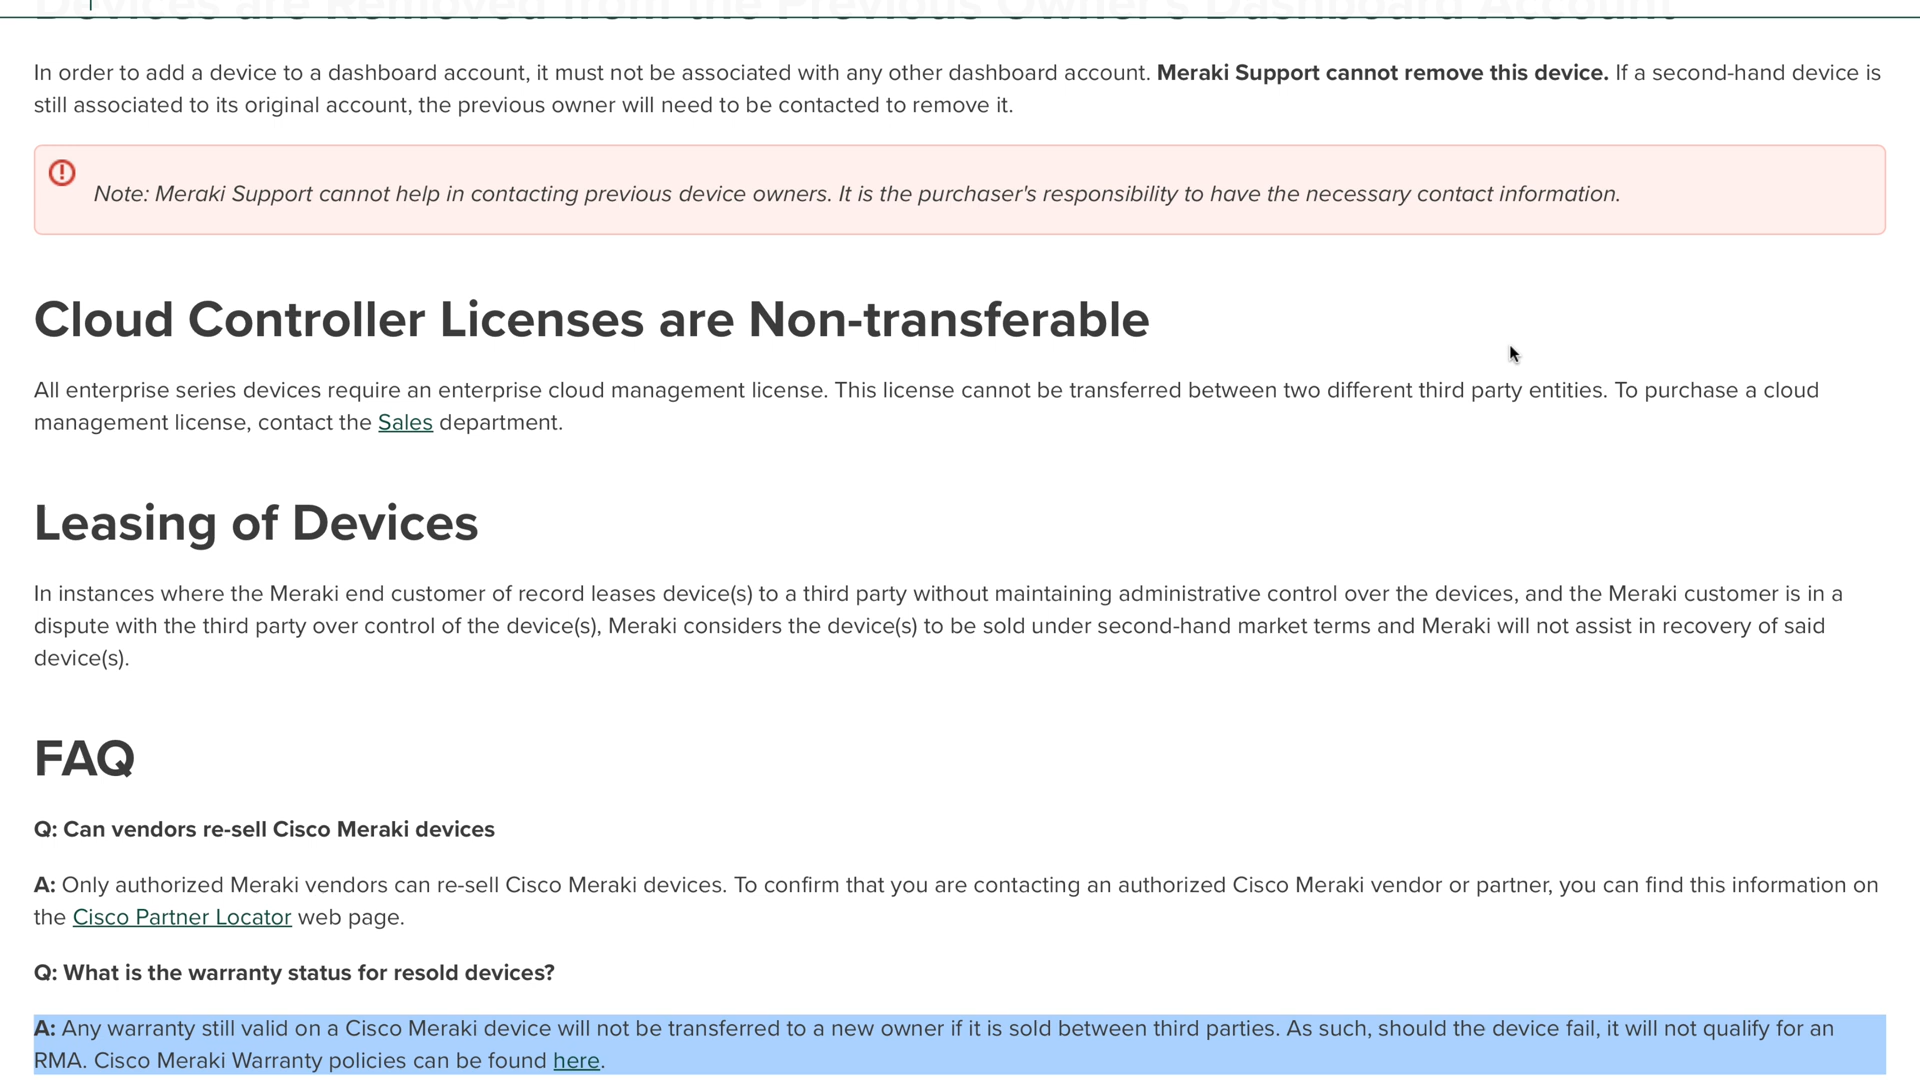 Devices are Removed from the Previous Owner's Dashboard Account
In order to add a device to a dashboard account, it must not be associated with any other dashboard account. Meraki Support cannot remove this device. If a second-hand device is
still associated to its original account, the previous owner will need to be contacted to remove it.
Note: Meraki Support cannot help in contacting previous device owners. It is the purchaser's responsibility to have the necessary contact information.
Cloud Controller Licenses are Non-transferable
All enterprise series devices require an enterprise cloud management license. This license cannot be transferred between two different third party entities. To purchase a cloud
management license, contact the Sales department.
Leasing of Devices
In instances where the Meraki end customer of record leases device(s) to a third party without maintaining administrative control over the devices, and the Meraki customer is in a
dispute with the third party over control of the device(s), Meraki considers the device(s) to be sold under second-hand market terms and Meraki will not assist in recovery of said
device(s).
FAQ
Q: Can vendors re-sell Cisco Meraki devices
A: Only authorized Meraki vendors can re-sell Cisco Meraki devices. To confirm that you are contacting an authorized Cisco Meraki vendor or partner, you can find this information on
the Cisco Partner Locator web page.
Q: What is the warranty status for resold devices?
A: Any warranty still valid on a Cisco Meraki device will not be transferred to a new owner if it is sold between third parties. As such, should the device fail, it will not qualify for an
RMA. Cisco Meraki Warranty policies can be found here.